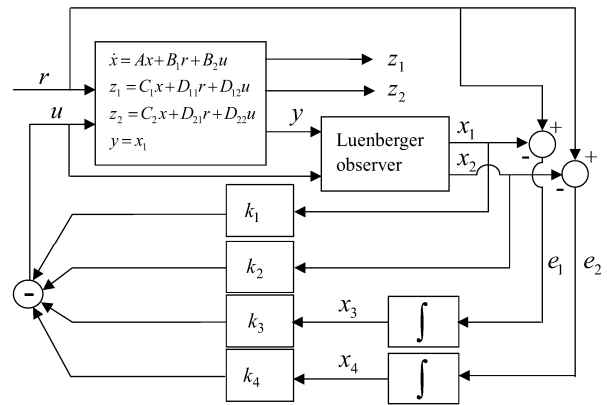 r
u
ẋ = Ax+B₁r+B₂u
z₁ = C₁x+D₁₁r+D₁₂u
z₂ = C₂x+D₂₁r+D₂₂u
y = x₁
z₁
z₂
y
Luenberger
observer
x₁
x₂
+
-
+
-
k₁
k₂
e₁
e₂
-
k₃
x₃
∫
k₄
x₄
∫